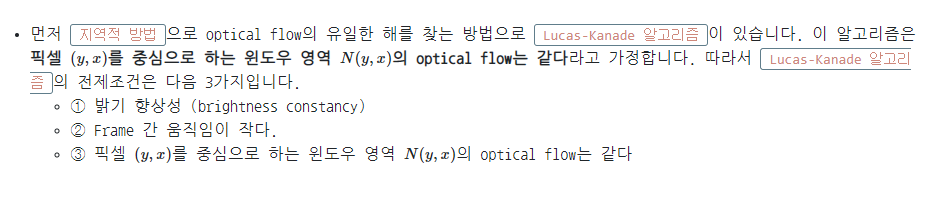 • 먼저 지역적 방법 으로 optical flow의 유일한 해를 찾는 방법으로 Lucas-Kanade 알고리즘 이 있습니다. 이 알고리즘은
픽셀 (y, x)를 중심으로 하는 윈도우 영역 N(y, x)의 optical flow는 같다라고 가정합니다. 따라서 Lucas-Kanade 알고리
즘 의 전제조건은 다음 3가지입니다.
◦ ① 밝기 향상성 (brightness constancy)
◦ ② Frame 간 움직임이 작다.
◦ ③ 픽셀 (y, x)를 중심으로 하는 윈도우 영역 N(y, x)의 optical flow는 같다